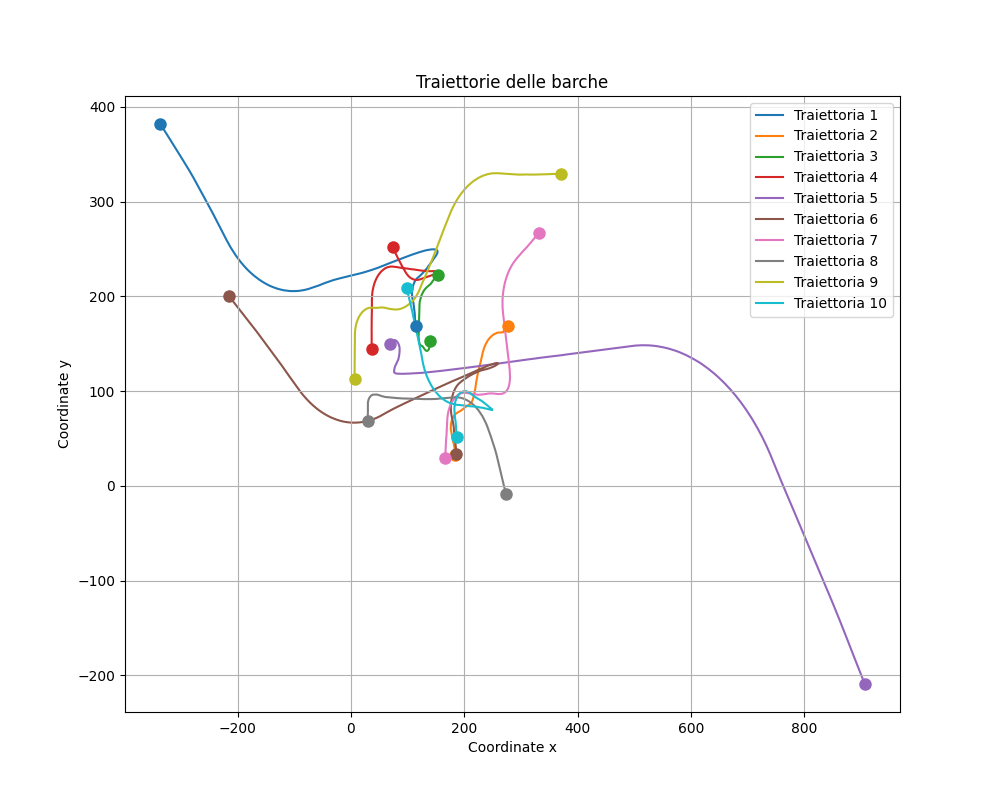 Traiettorie delle barche
400
300
200
100
0
−100
−200
Coordinate y
−200
0
200
400
600
800
Coordinate x
Traiettoria 1
Traiettoria 2
Traiettoria 3
Traiettoria 4
Traiettoria 5
Traiettoria 6
Traiettoria 7
Traiettoria 8
Traiettoria 9
Traiettoria 10